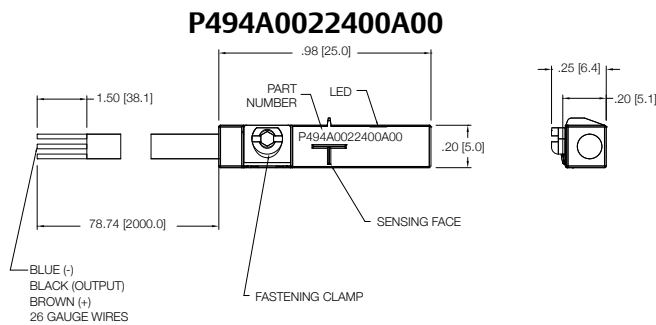 P494A0022400A00
.98 [25.0]
.25 [6.4]
1.50 [38.1]
PART
NUMBER
LED
.20 [5.1]
P494A0022400A00
.20 [5.0]
SENSING FACE
78.74 [2000.0]
BLUE (-)
BLACK (OUTPUT)
BROWN (+)
26 GAUGE WIRES
FASTENING CLAMP